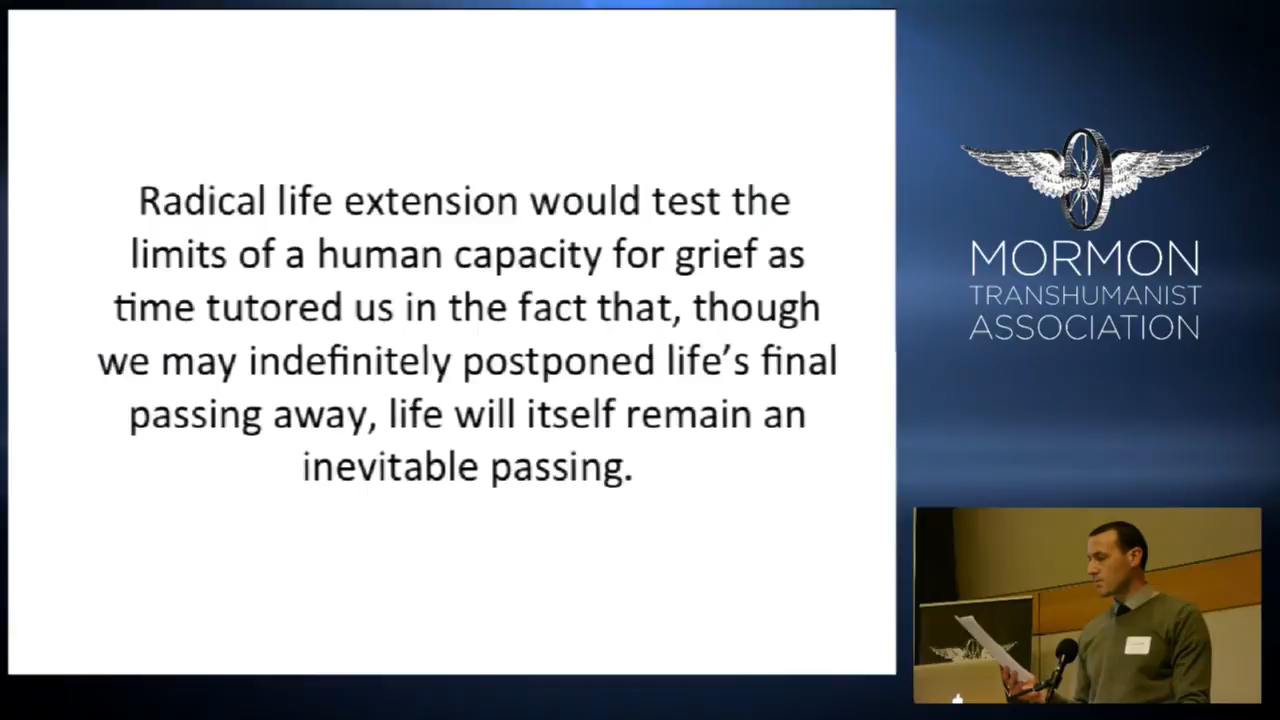 Radical life extension would test the
limits of a human capacity for grief as
time tutored us in the fact that, though
we may indefinitely postponed life’s final
passing away, life will itself remain an
inevitable passing.
MORMON
TRANSHUMANIST
ASSOCIATION